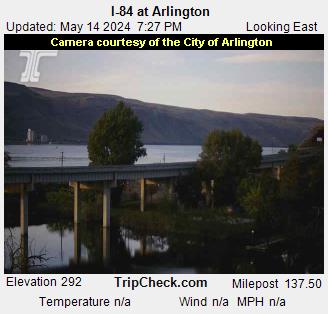 I-84 at Arlington
Updated: May 14 2024 7:27 PM Looking East
Camera courtesy of the City of Arlington
Elevation 292 TripCheck.com Milepost 137.50
Temperature n/a Wind n/a MPH n/a